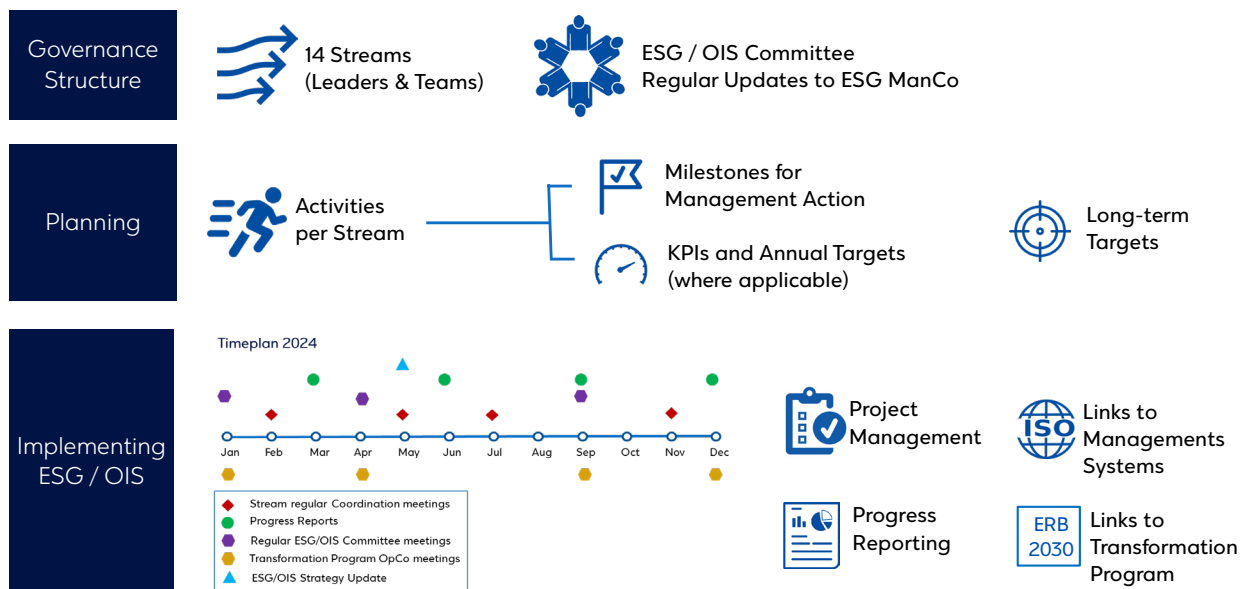 Governance
Structure
14 Streams
(Leaders & Teams)
ESG / OIS Committee
Regular Updates to ESG ManCo
Planning
Activities
per Stream
Milestones for
Management Action
KPIs and Annual Targets
(where applicable)
Long-term
Targets
Implementing
ESG / OIS
Timeplan 2024
Jan Feb Mar Apr May Jun Jul Aug Sep Oct Nov Dec
Stream regular Coordination meetings
Progress Reports
Regular ESG/OIS Committee meetings
Transformation Program OpCo meetings
ESG/OIS Strategy Update
Project
Management
ISO
Links to
Managements
Systems
Progress
Reporting
ERB
2030
Links to
Transformation
Program